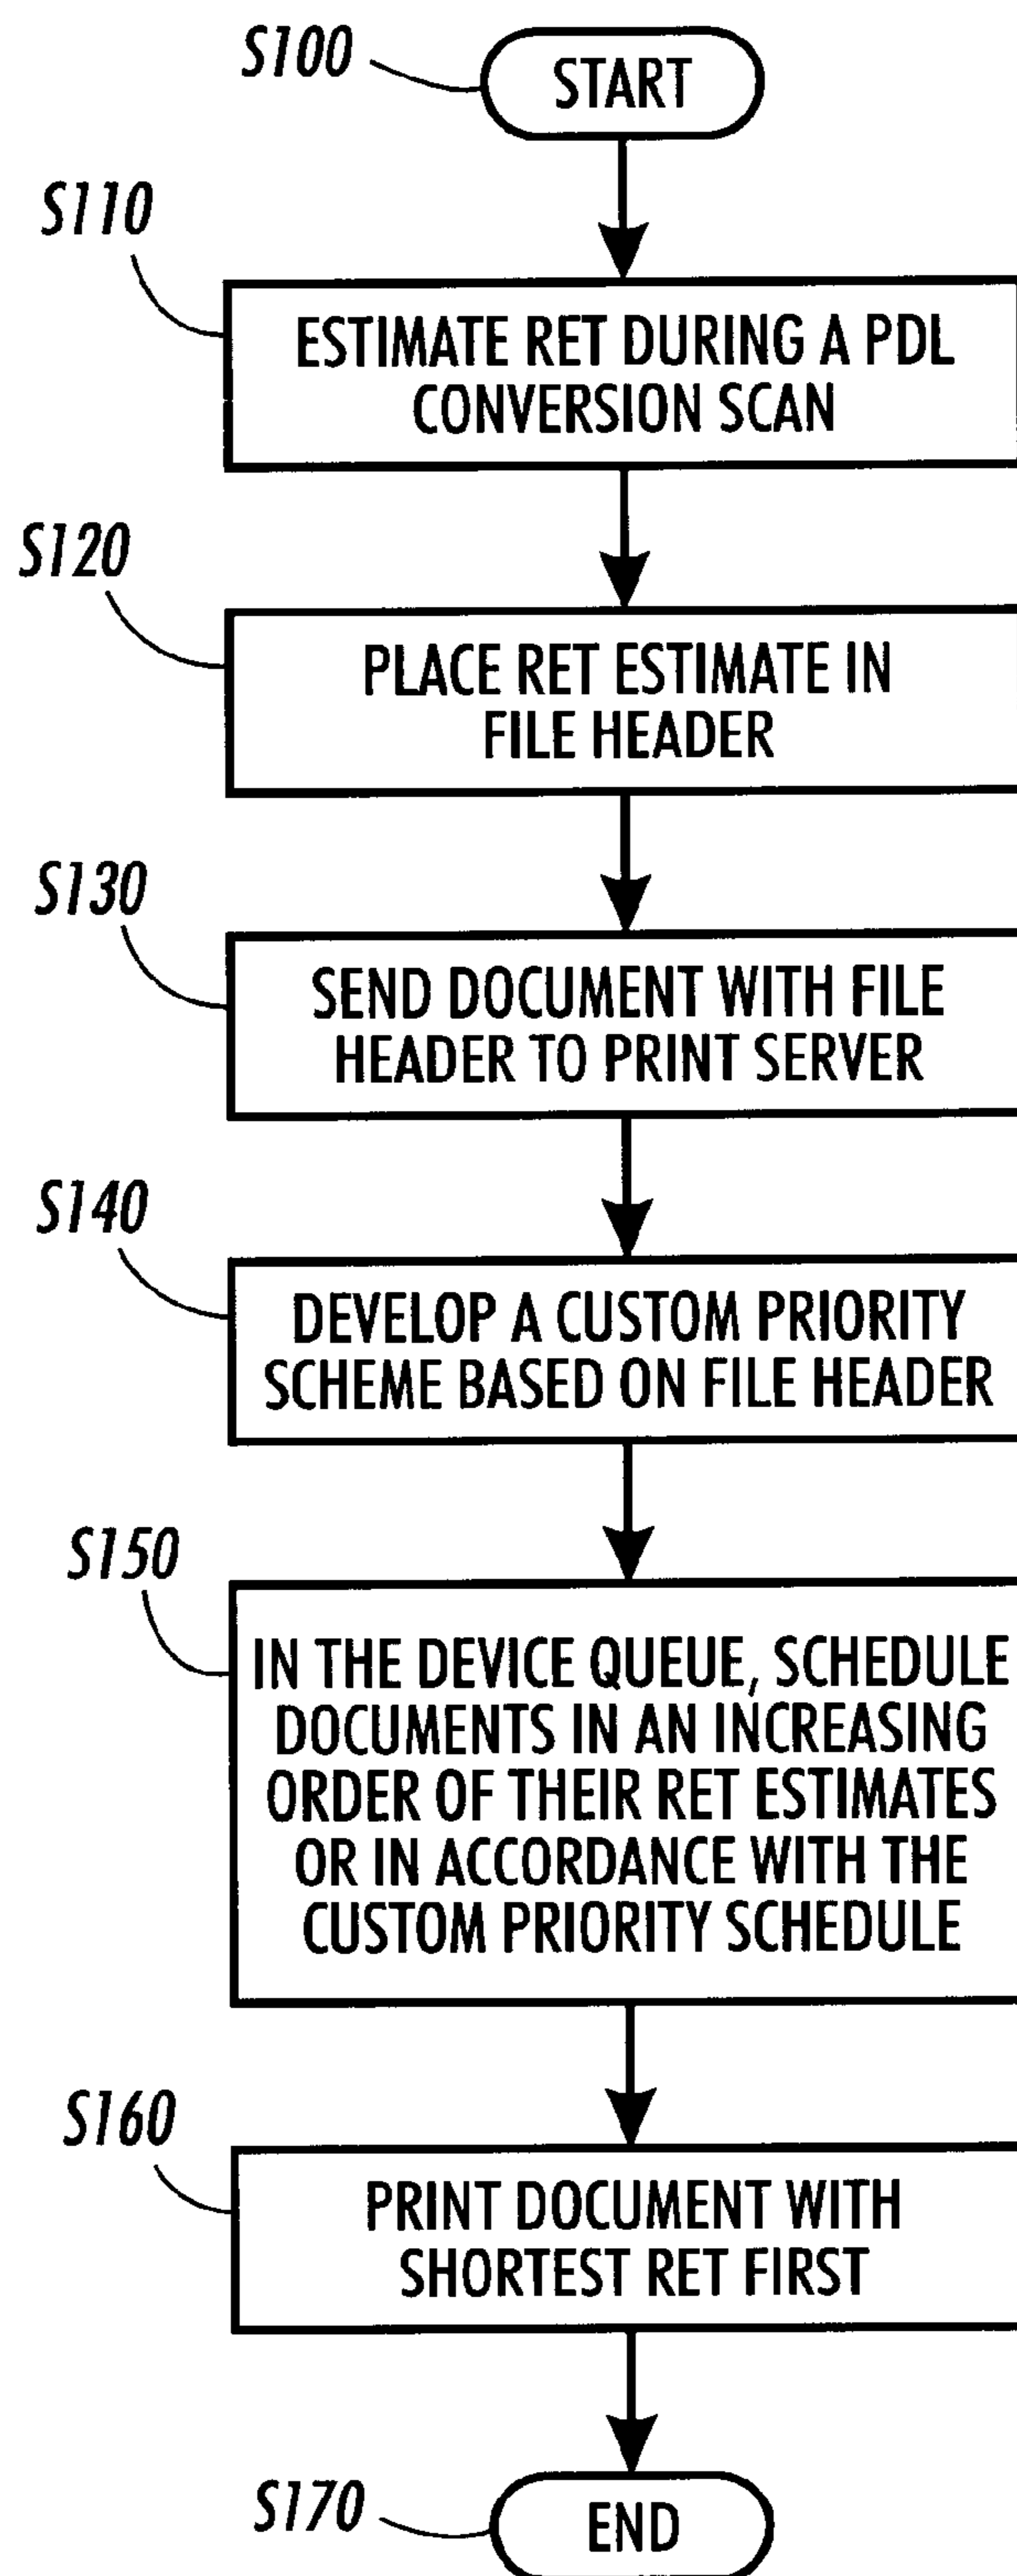 S100
START
S110
ESTIMATE RET DURING A PDL
CONVERSION SCAN
S120
PLACE RET ESTIMATE IN
FILE HEADER
S130
SEND DOCUMENT WITH FILE
HEADER TO PRINT SERVER
S140
DEVELOP A CUSTOM PRIORITY
SCHEME BASED ON FILE HEADER
S150
IN THE DEVICE QUEUE, SCHEDULE
DOCUMENTS IN AN INCREASING
ORDER OF THEIR RET ESTIMATES
OR IN ACCORDANCE WITH THE
CUSTOM PRIORITY SCHEDULE
S160
PRINT DOCUMENT WITH
SHORTEST RET FIRST
S170
END